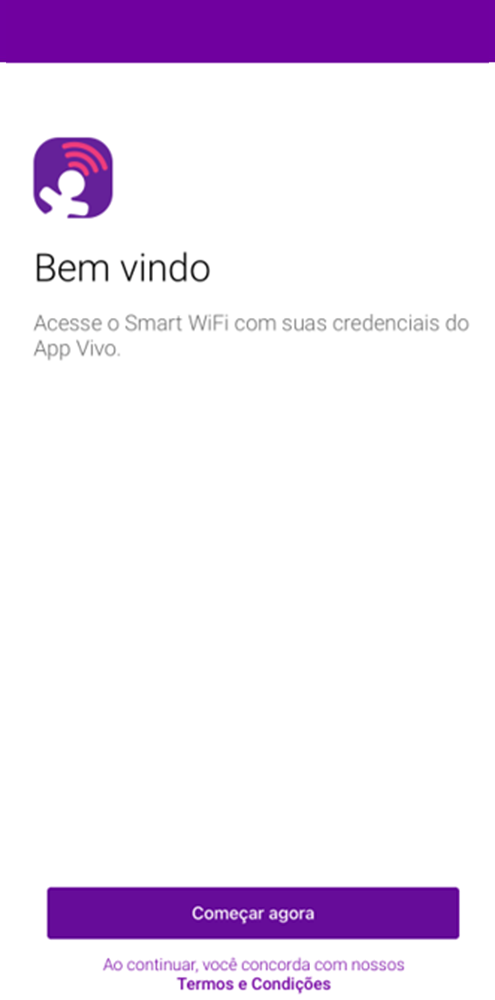 Bem vindo
Acesse o Smart WiFi com suas credenciais do
App Vivo.
Começar agora
Ao continuar, você concorda com nossos
Termos e Condições